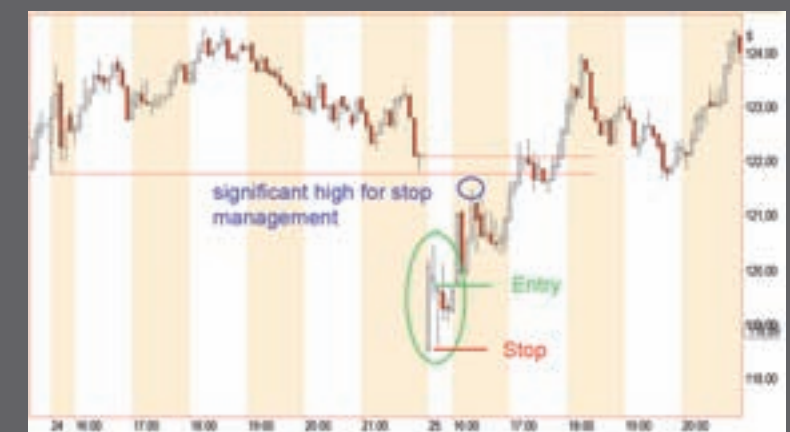 $
124.00
123.00
122.00
significant high for stop
management
121.00
120.00
Entry
Stop
118.00
24 16:00 17:00 18:00 19:00 20:00 21:00 25 16:00 17:00 18:00 19:00 20:00